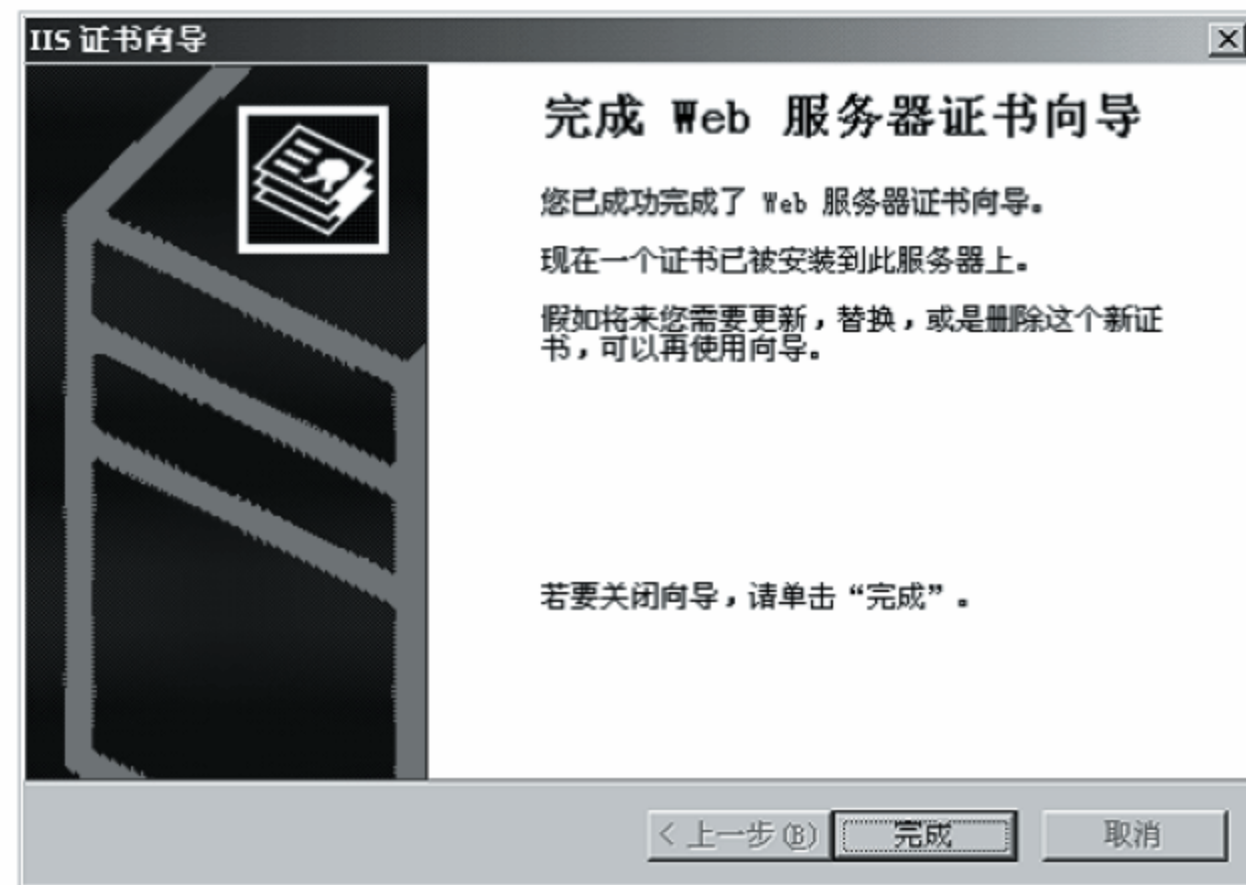 IIS 证书向导
完成 Web 服务器证书向导
您已成功完成了 Web 服务器证书向导。
现在一个证书已被安装到此服务器上。
假如将来您需要更新，替换，或是删除这个新证
书，可以再使用向导。
若要关闭向导，请单击“完成”。
< 上一步(B) 完成 取消